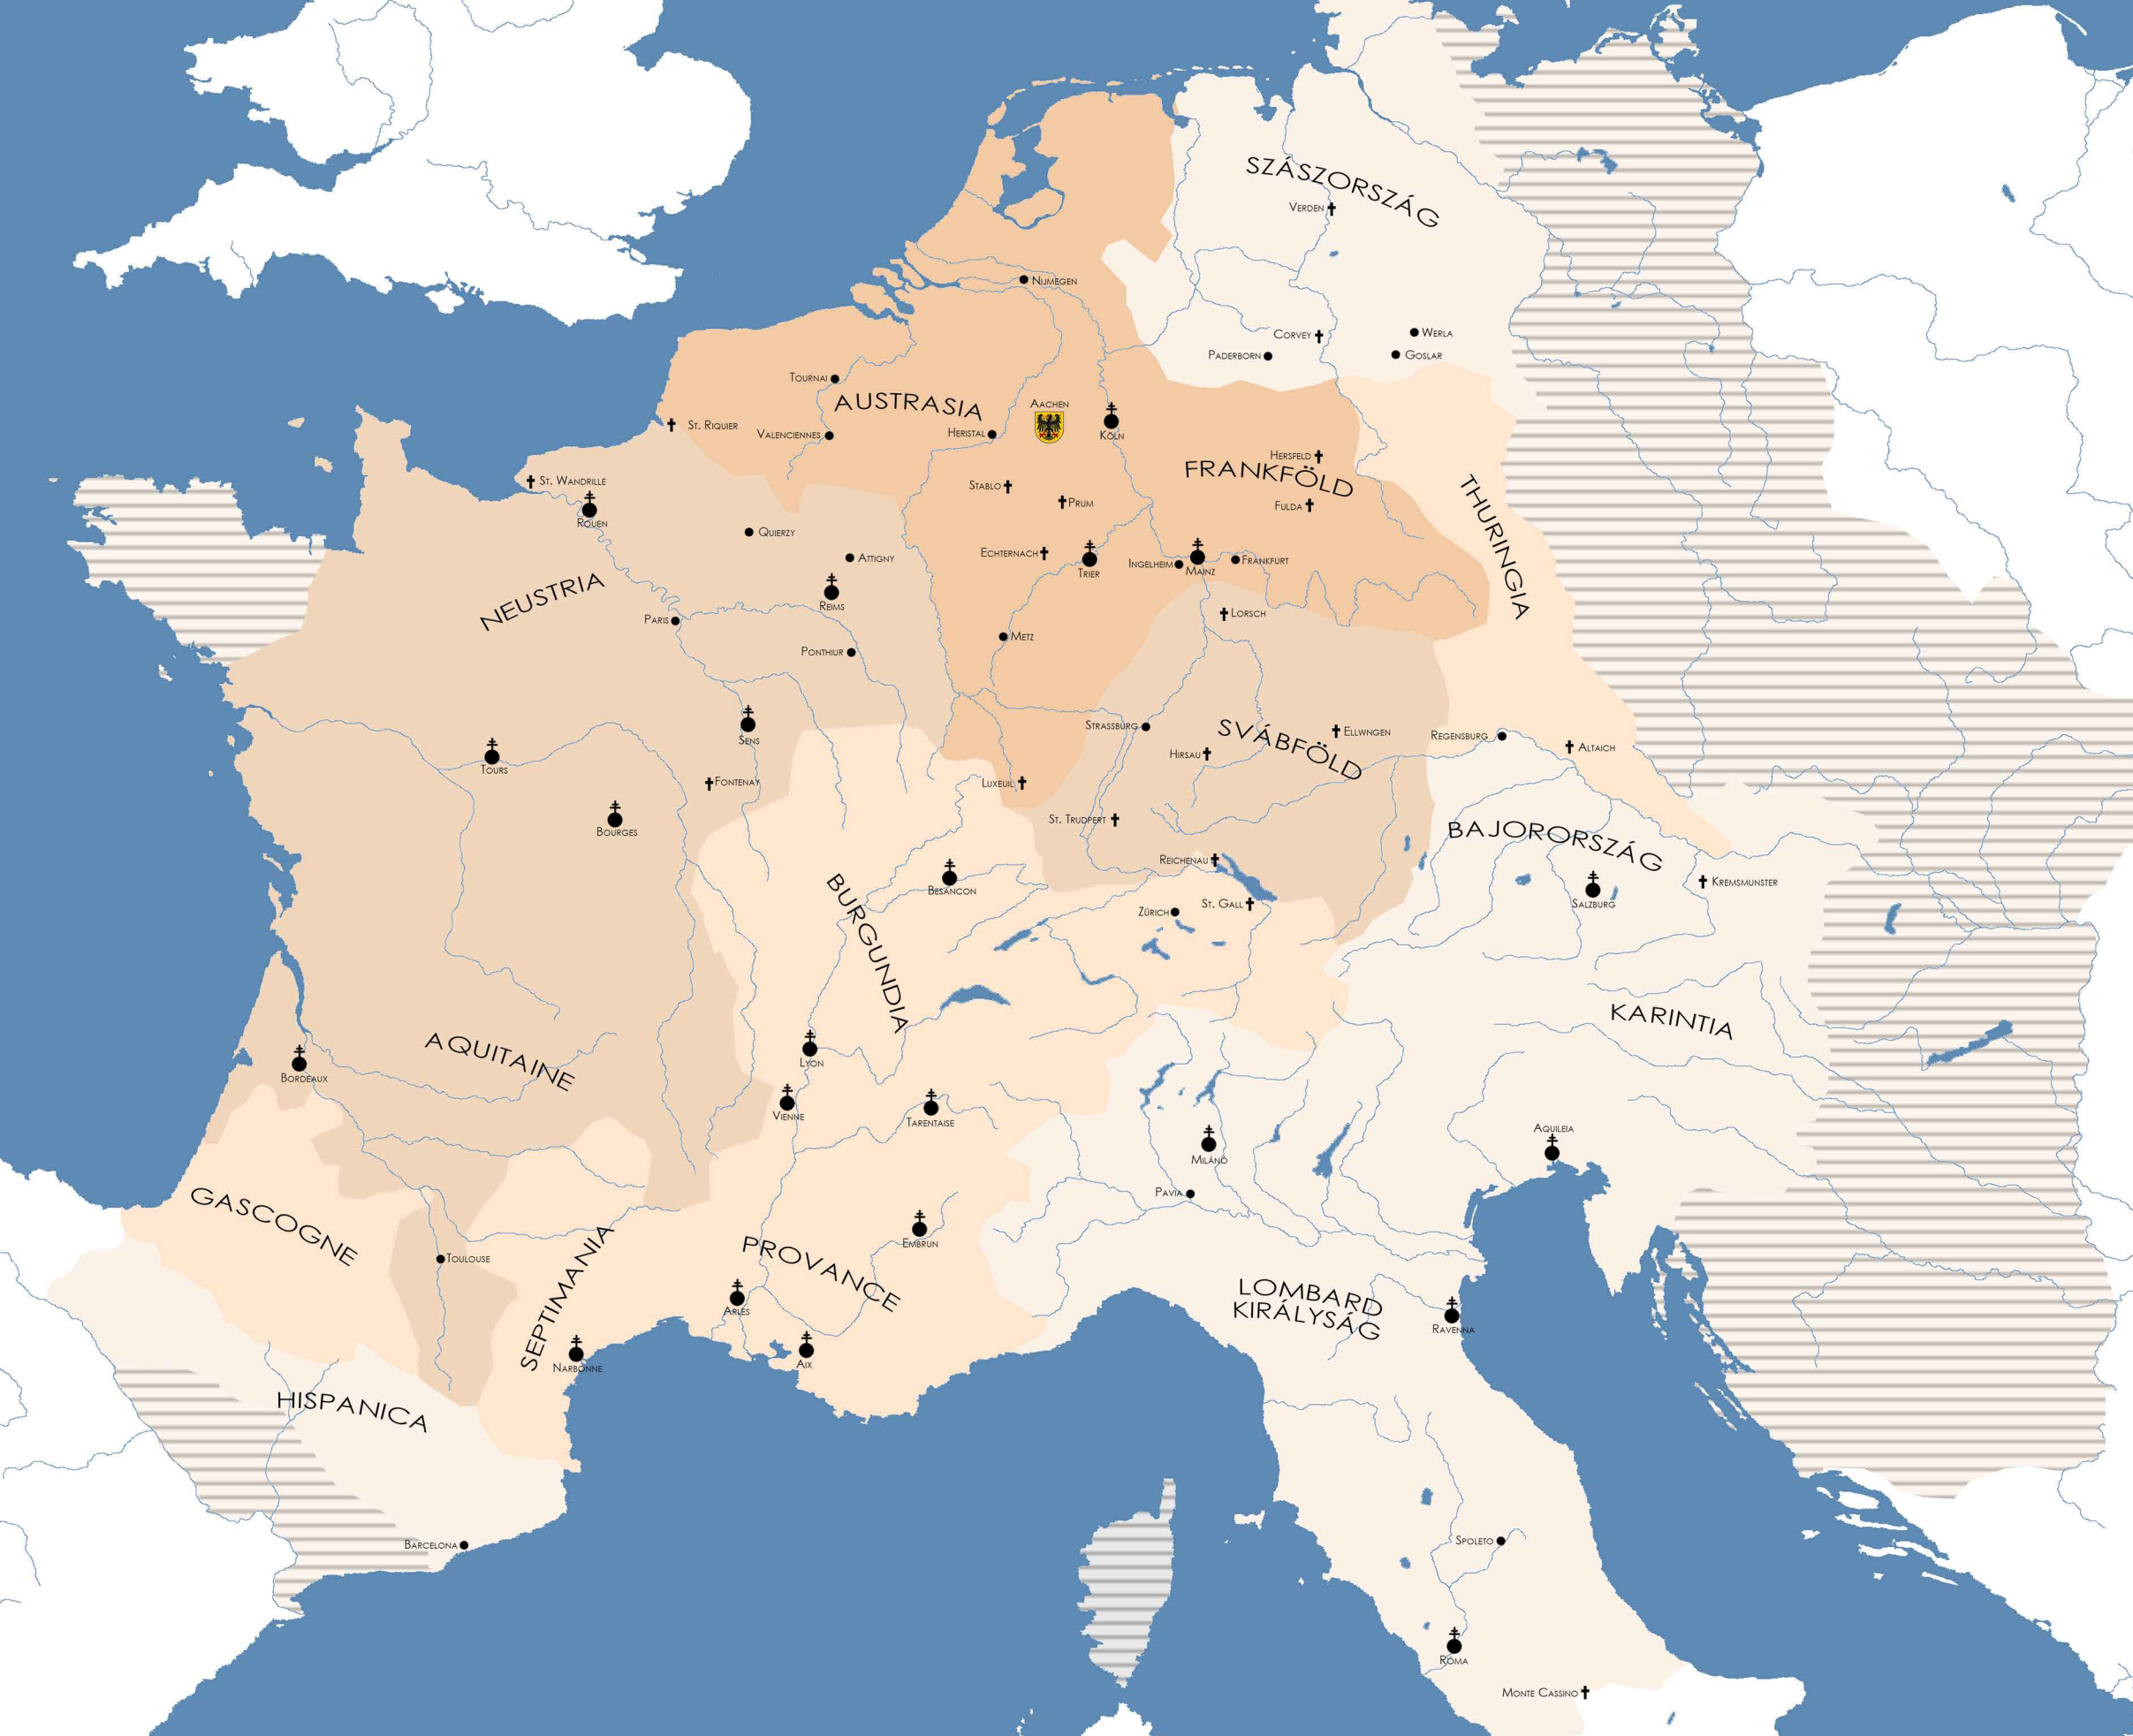 SZÁSZORSZÁG
VERDEN
NIJMEGEN
CORVEY
WERLA
PADERBORN
GOSLAR
TOURNAI
AUSTRASIA
AACHEN
ST. RIQUIER
VALENCIENNES
HERISTAL
KÖLN
HERSFELD
FRANKFÖLD
ST. WANDRILLE
STABLO
PRUM
FULDA
THURINGIA
ROUEN
QUIERZY
ATTIGNY
ECHTERNACH
TRIER
INGELHEIM
MAINZ
FRANKFURT
NEUSTRIA
REIMS
LORSCH
PARIS
METZ
PONTHIUR
STRASSBURG
SVÁBFÖLD
ELLWNGEN
REGENSBURG
ALTAICH
SENS
HIRSAU
TOURS
FONTENAY
LUXEUIL
BOURGES
ST. TRUDPERT
BAJORORSZÁG
REICHENAU
BESANCON
KREMSMUNSTER
BURGUNDIA
ZÜRICH
ST. GALL
SALZBURG
KARINTIA
AQUITAINE
LYON
BORDEAUX
VIENNE
TARENTAISE
AQUILEIA
MILÁNÓ
PAVIA
GASCOGNE
TOULOUSE
SEPTIMANIA
PROVANCE
EMBRUN
LOMBARD
KIRÁLYSÁG
ARLES
RAVENNA
NARBONNE
AIX
HISPANICA
BARCELONA
SPOLETO
RÓMA
MONTE CASSINO